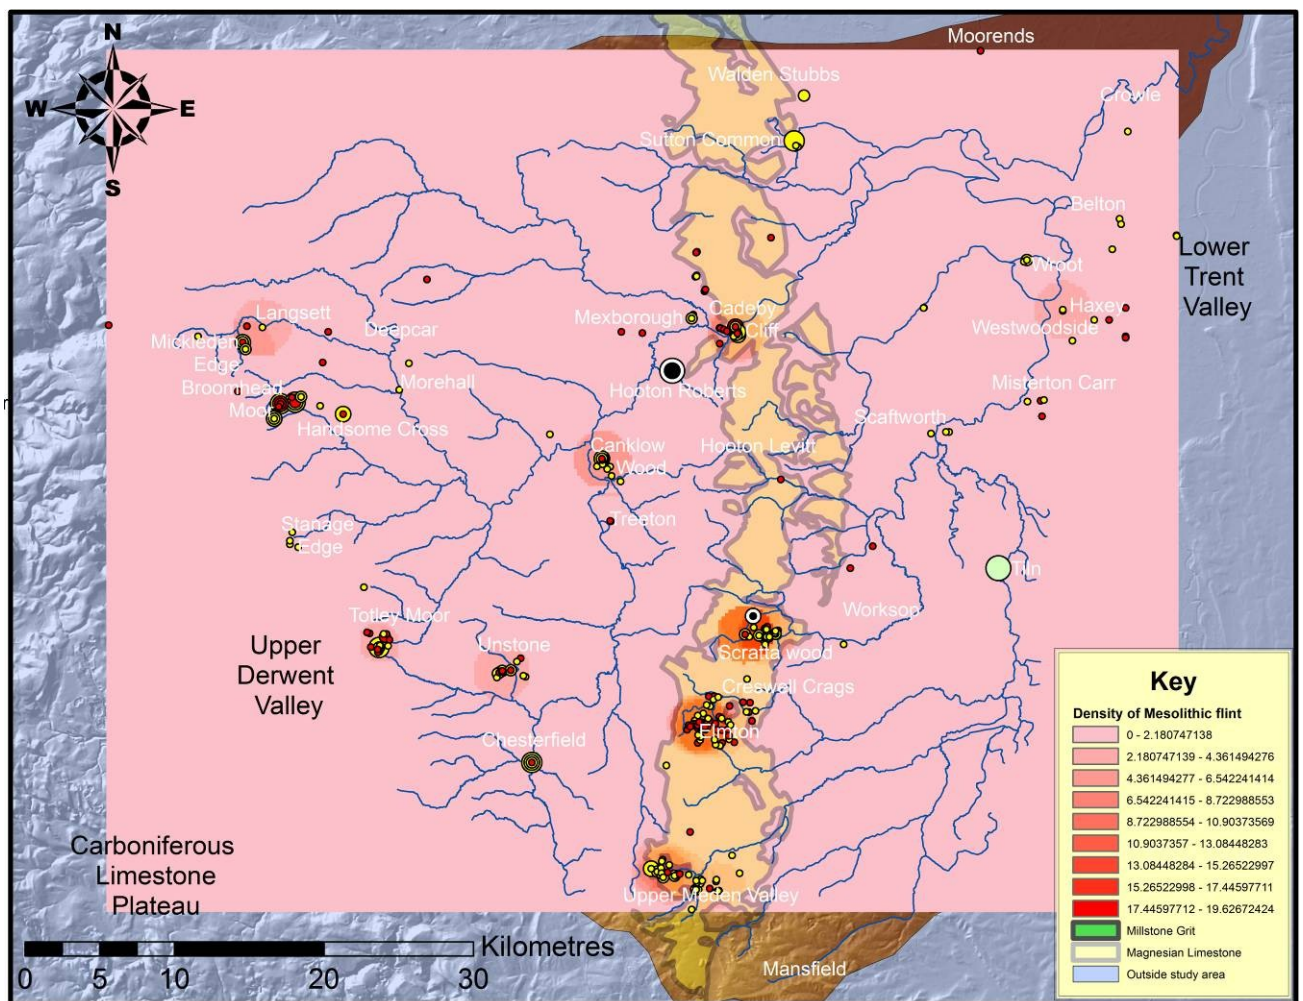 N
W
E
S
Moorends
Walden Stubbs
Crowle
Sutton Common
Belton
Lower
Trent
Valley
Wroot
Langsett
Mexborough
Cadeby
Cliff
Haxey
Westwoodside
Deepcar
Mickleden
Edge
Broomhead
Moor
Morehall
Hooton Roberts
Misterton Carr
Handsome Cross
Scaftworth
Canklow
Wood
Hooton Levitt
Treeton
Stanage
Edge
Tiln
Totley Moor
Worksop
Upper
Derwent
Valley
Unstone
Scratta wood
Creswell Crags
Elmton
Chesterfield
Carboniferous
Limestone
Plateau
Upper Meden Valley
Mansfield
Kilometres
0 5 10 20 30
Key
Density of Mesolithic flint
0 - 2.180747138
2.180747139 - 4.361494276
4.361494277 - 6.542241414
6.542241415 - 8.722988553
8.722988554 - 10.90373569
10.9037357 - 13.08448283
13.08448284 - 15.26522997
15.26522998 - 17.44597711
17.44597712 - 19.62672424
Millstone Grit
Magnesian Limestone
Outside study area